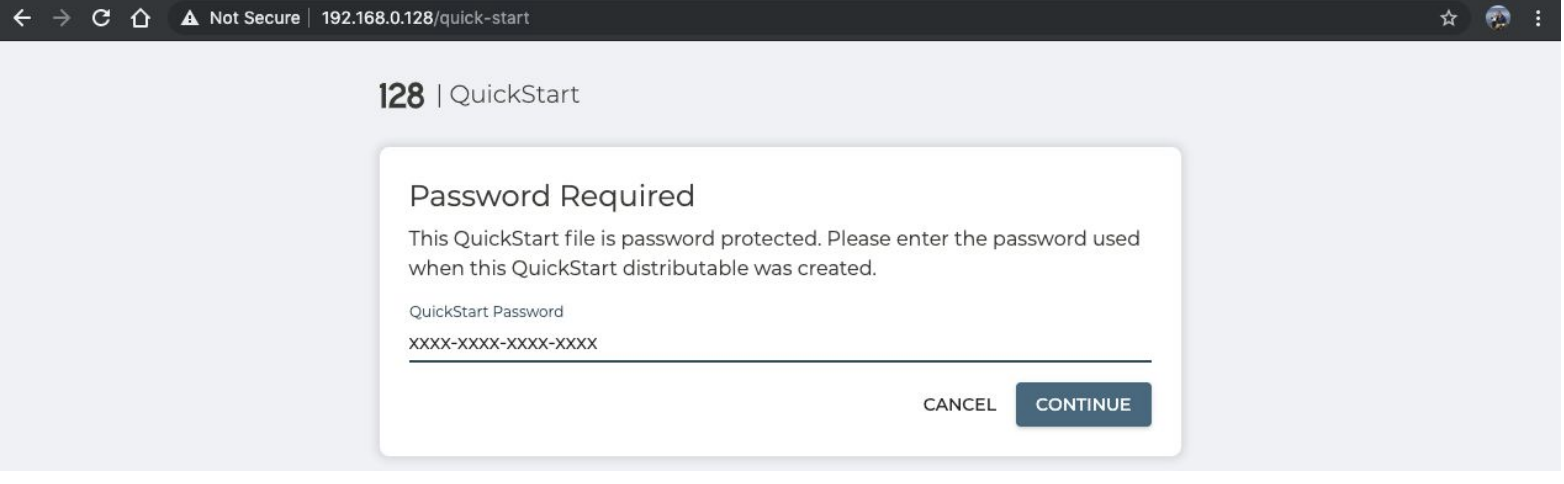 Not Secure | 192.168.0.128/quick-start
128 | QuickStart
Password Required
This QuickStart file is password protected. Please enter the password used
when this QuickStart distributable was created.
QuickStart Password
xxxx-xxxx-xxxx-xxxx
CANCEL CONTINUE